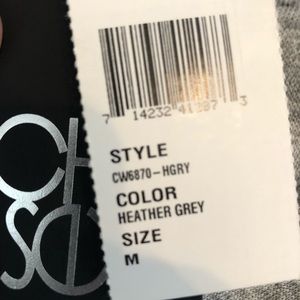 7 14232 41287 3
STYLE
CW6870-HGRY
COLOR
HEATHER GREY
SIZE
M